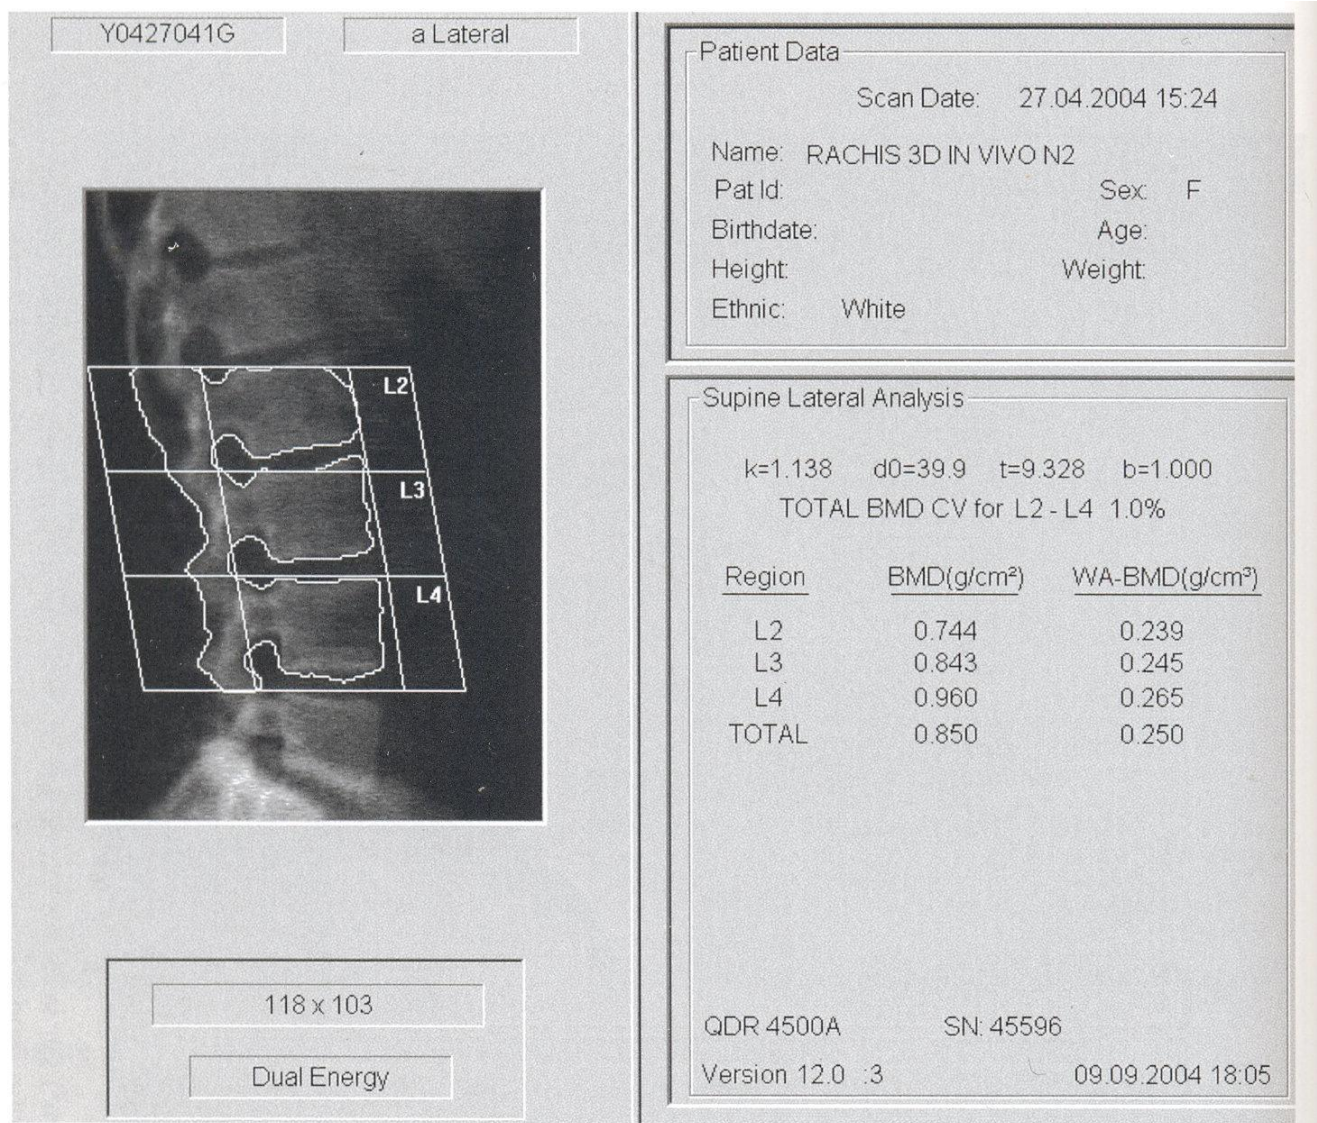 Y0427041G
a Lateral
L2
L3
L4
118 x 103
Dual Energy
Patient Data
Scan Date: 27.04.2004 15:24
Name: RACHIS 3D IN VIVO N2
Pat Id: Sex: F
Birthdate: Age:
Height: Weight:
Ethnic: White
Supine Lateral Analysis
k=1.138 d0=39.9 t=9.328 b=1.000
TOTAL BMD CV for L2 - L4 1.0%
Region BMD(g/cm²) WA-BMD(g/cm³)
L2 0.744 0.239
L3 0.843 0.245
L4 0.960 0.265
TOTAL 0.850 0.250
QDR 4500A SN: 45596
Version 12.0 :3 09.09.2004 18:05